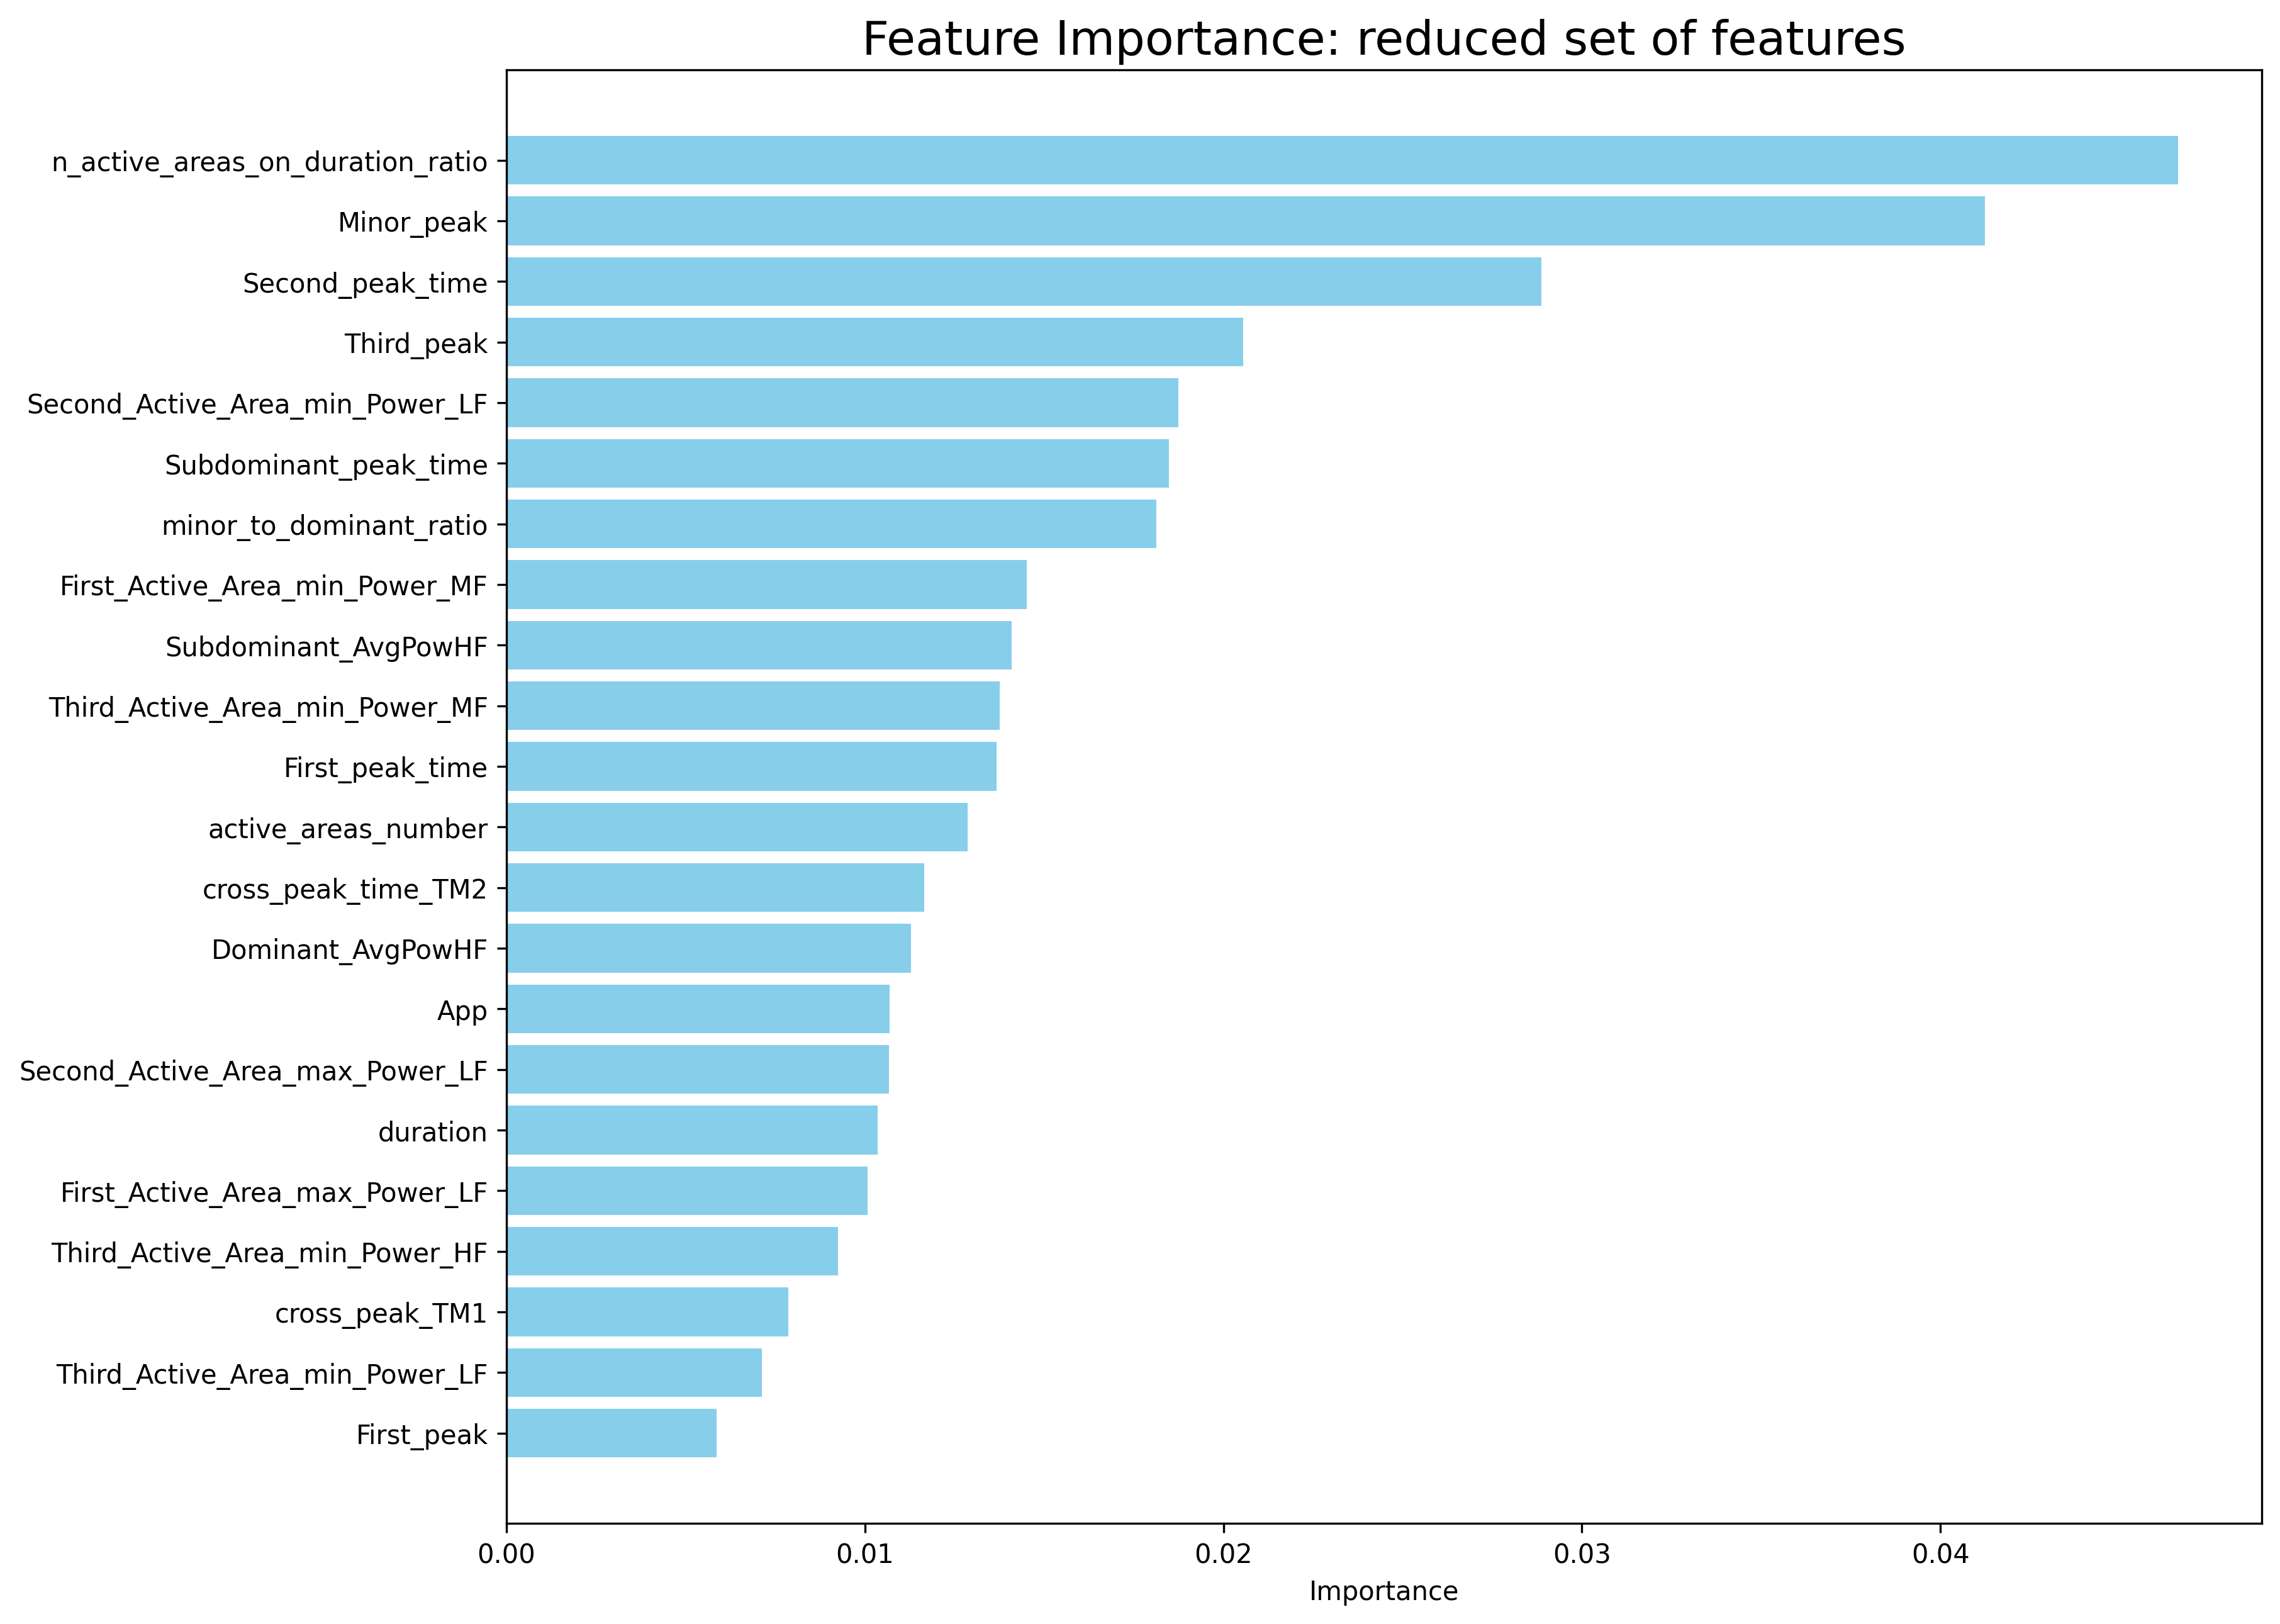 Feature Importance: reduced set of features
n_active_areas_on_duration_ratio
Minor_peak
Second_peak_time
Third_peak
Second_Active_Area_min_Power_LF
Subdominant_peak_time
minor_to_dominant_ratio
First_Active_Area_min_Power_MF
Subdominant_AvgPowHF
Third_Active_Area_min_Power_MF
First_peak_time
active_areas_number
cross_peak_time_TM2
Dominant_AvgPowHF
App
Second_Active_Area_max_Power_LF
duration
First_Active_Area_max_Power_LF
Third_Active_Area_min_Power_HF
cross_peak_TM1
Third_Active_Area_min_Power_LF
First_peak
0.00 0.01 0.02 0.03 0.04
Importance